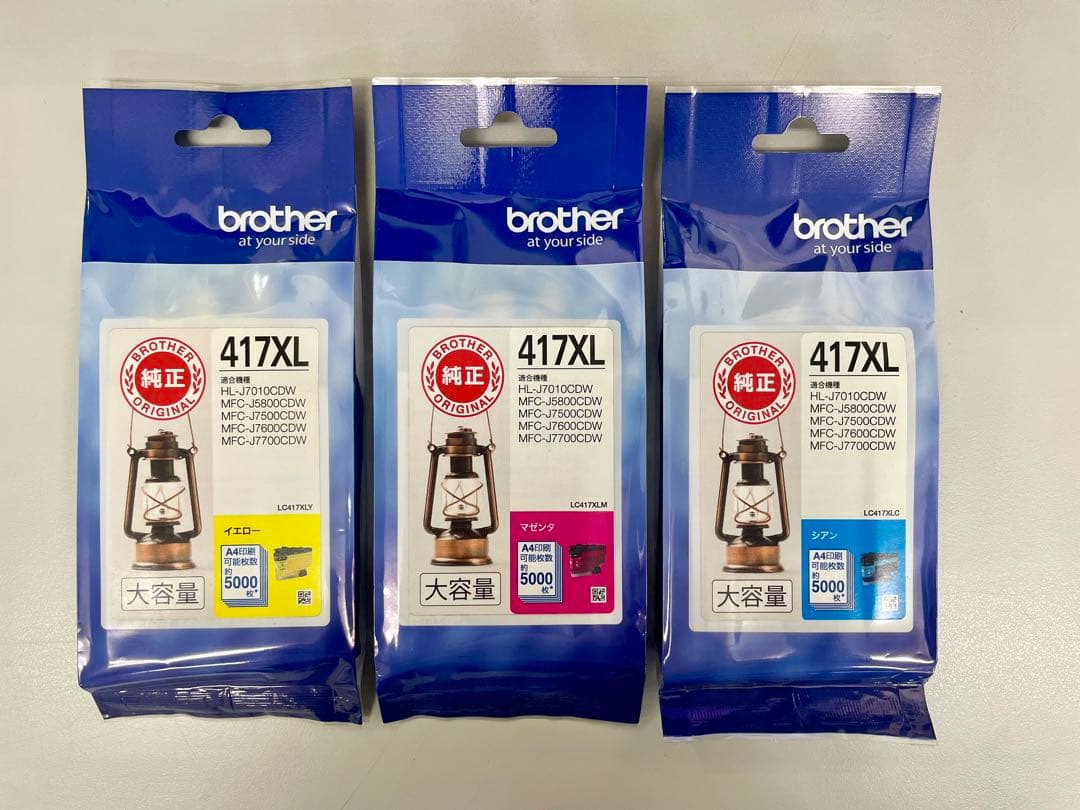 brother
at your side
BROTHER
純正
ORIGINAL
417XL
適合機種
HL-J7010CDW
MFC-J5800CDW
MFC-J7500CDW
MFC-J7600CDW
MFC-J7700CDW
LC417XLY
イエロー
A4印刷
可能枚数
約
5000
枚*
大容量
brother
at your side
BROTHER
純正
ORIGINAL
417XL
適合機種
HL-J7010CDW
MFC-J5800CDW
MFC-J7500CDW
MFC-J7600CDW
MFC-J7700CDW
LC417XLM
マゼンタ
A4印刷
可能枚数
約
5000
枚*
大容量
brother
at your side
BROTHER
純正
ORIGINAL
417XL
適合機種
HL-J7010CDW
MFC-J5800CDW
MFC-J7500CDW
MFC-J7600CDW
MFC-J7700CDW
LC417XLC
シアン
A4印刷
可能枚数
約
5000
枚*
大容量